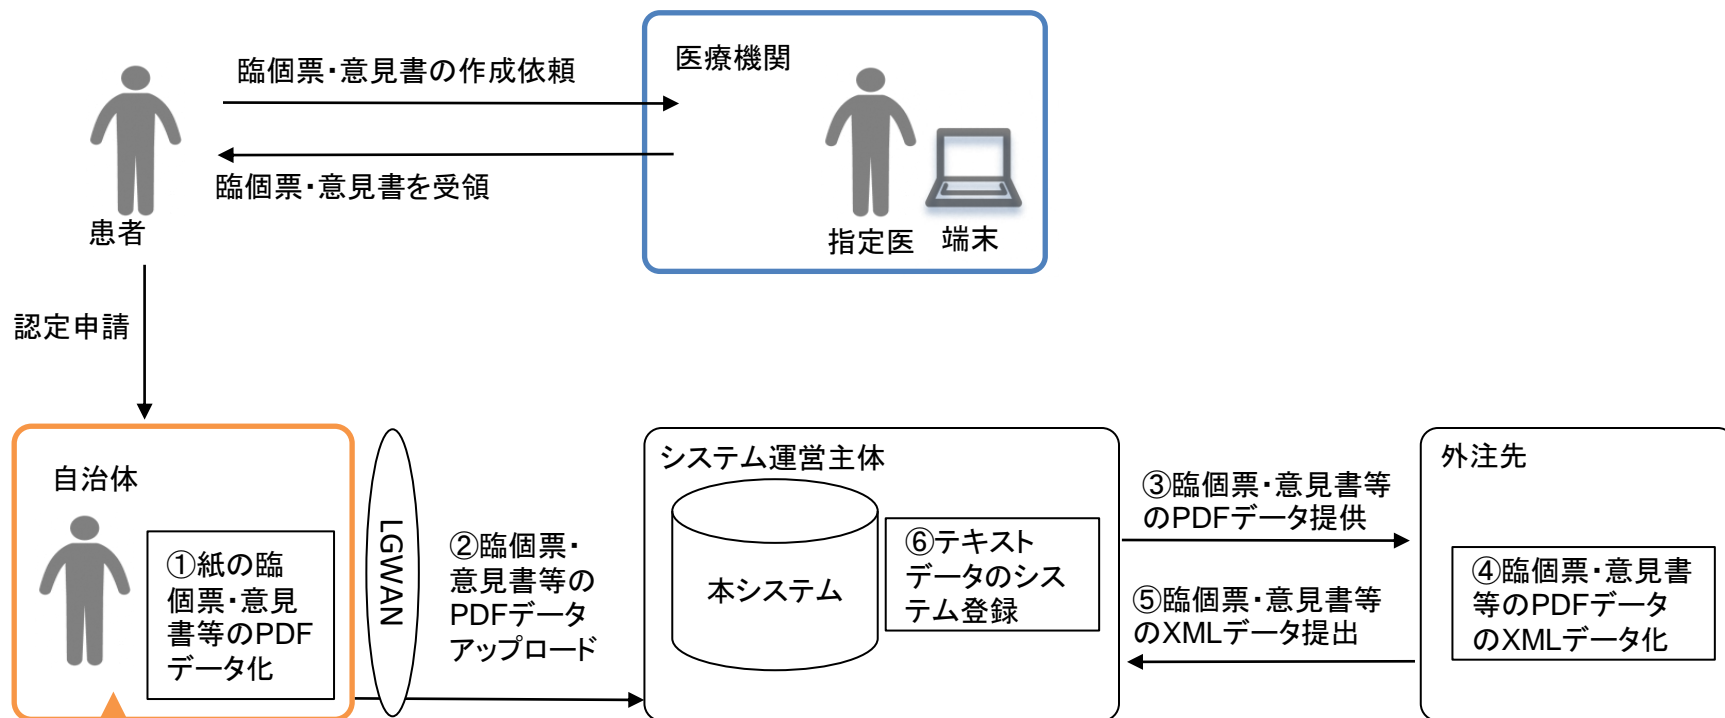 臨個票・意見書の作成依頼
臨個票・意見書を受領
患者
医療機関
指定医
端末
認定申請
自治体
①紙の臨
個票・意見
書等のPDF
データ化
LGWAN
②臨個票・
意見書等の
PDFデータ
アップロード
システム運営主体
本システム
⑥テキスト
データのシス
テム登録
③臨個票・意見書等
のPDFデータ提供
⑤臨個票・意見書等
のXMLデータ提出
外注先
④臨個票・意見書
等のPDFデータ
のXMLデータ化